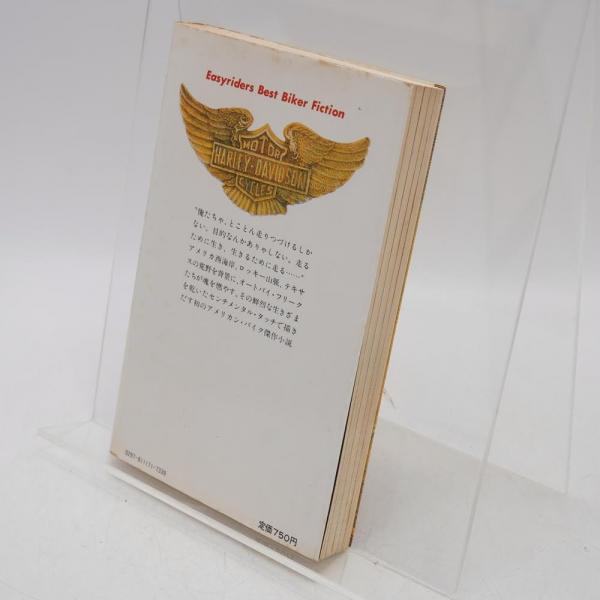 Easyriders Best Biker Fiction
MOTOR
HARLEY-DAVIDSON
CYCLES
"俺たちゃ、とことん走りつづけるしか
ない。目的なんかありゃしない。走る
ために生き、生きるために走る……"
アメリカ西海岸、ロッキー山脈、テキサ
スの荒野を背景に、オートバイ・フリーク
たちが魂を燃やす、その鮮烈な生きざま
を乾いたセンチメンタル・タッチで描き
だす初のアメリカン・バイク傑作小説
定価750円